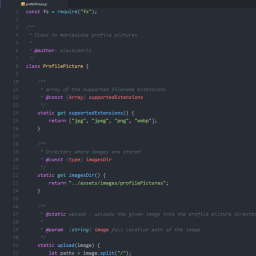 profilePicture.js
1 const fs = require("fs");
2
3 /**
4 * Class to manipulate profile pictures
5 *
6 * @author
7 */
8 class ProfilePicture {
9
10 /**
11 * Array of the supported filename extensions
12 * @const {Array} supportedExtensions
13 */
14 static get supportedExtensions() {
15 return ["jpg", "jpeg", "png", "webp"];
16 }
17
18 /**
19 * Directory where images are stored
20 * @const {type} imagesDir
21 */
22 static get imagesDir() {
23 return "../assets/images/profilePictures";
24 }
25
26 /**
27 * @static upload - uploads the given image into the profile picture director
28 *
29 * @param {string} image Full location path of the image
30 */
31 static upload(image) {
32 let paths = image.split("/");